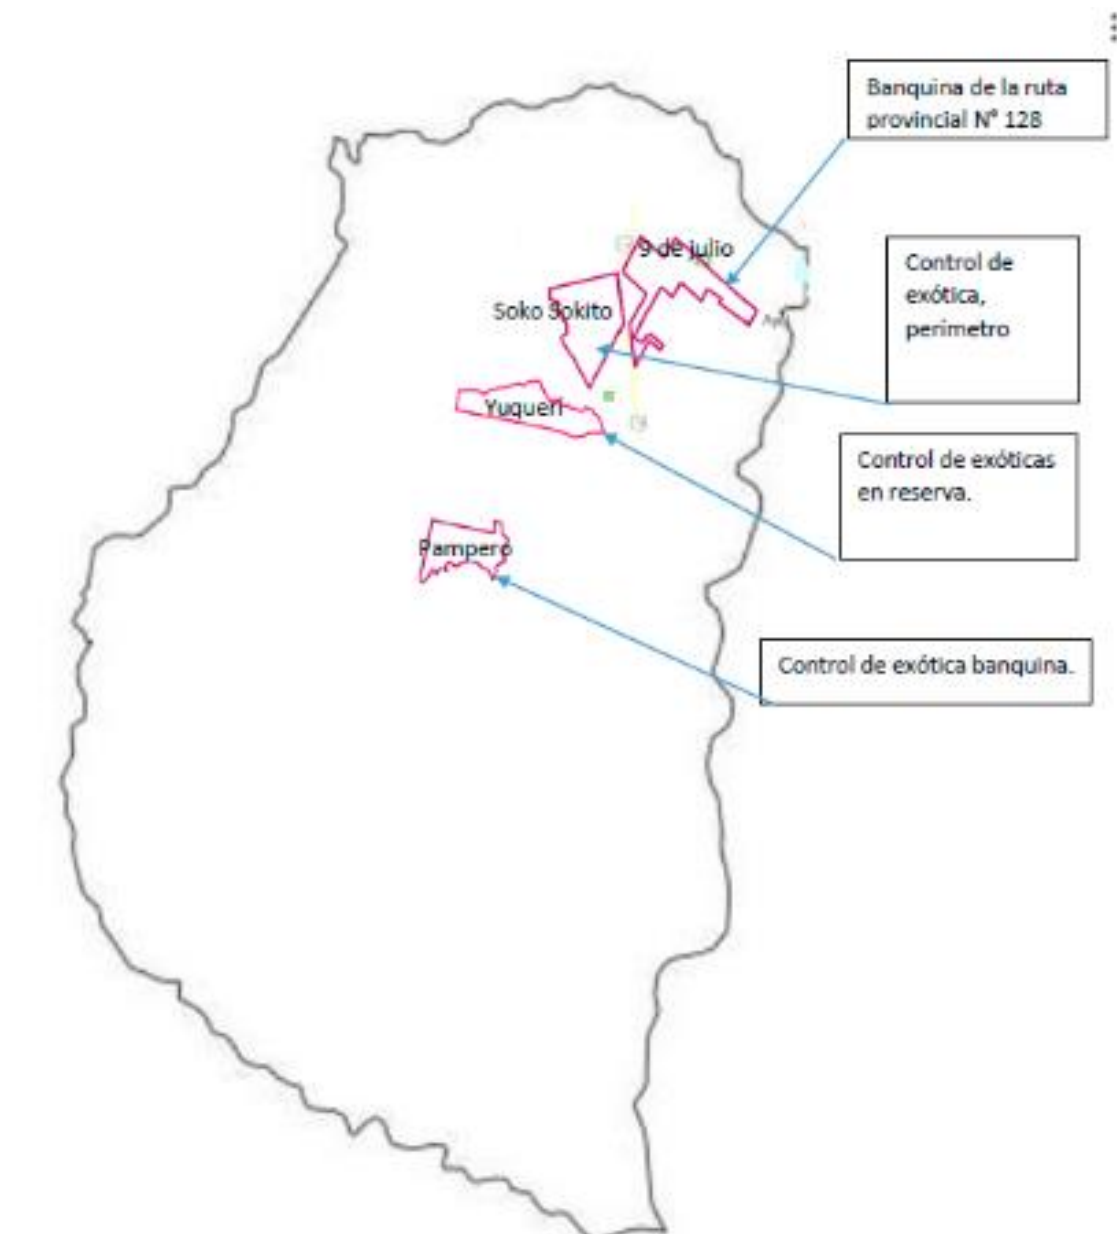 Banquina de la ruta
provincial N° 128
9 de julio
Control de
exótica,
perimetro
Soko Sokito
Yuquerí
Control de exóticas
en reserva.
Pampero
Control de exótica banquina.